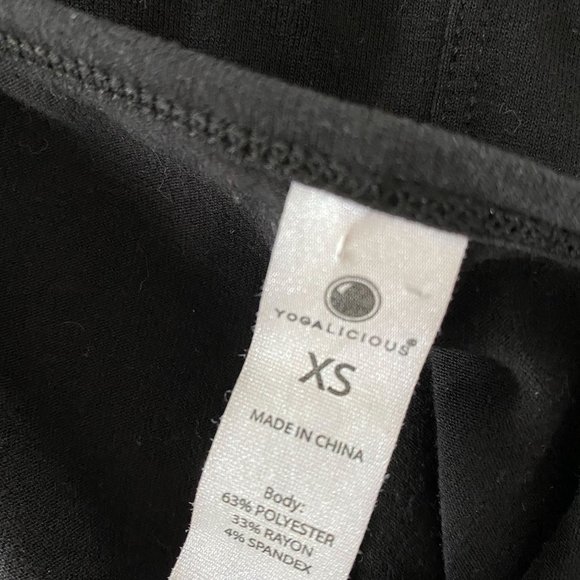 YOGALICIOUS®
XS
MADE IN CHINA
Body:
63% POLYESTER
33% RAYON
4% SPANDEX